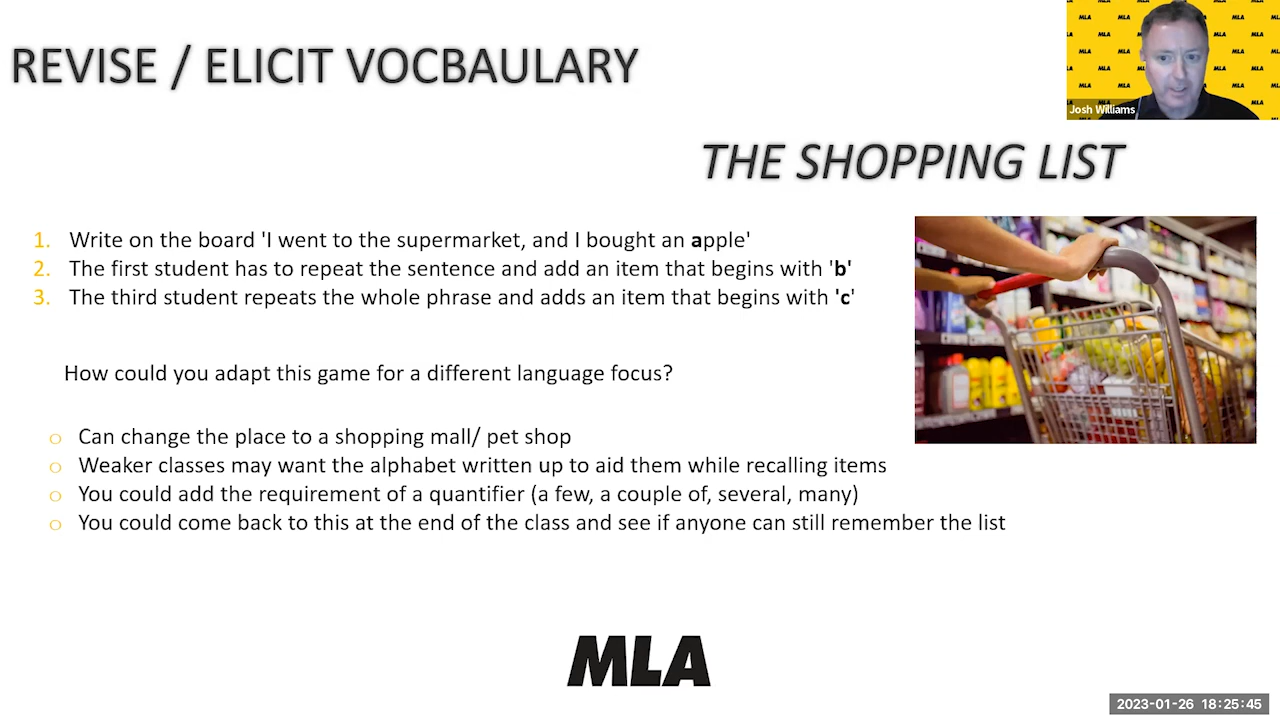 REVISE / ELICIT VOCBAULARY
Josh Williams
THE SHOPPING LIST
1. Write on the board 'I went to the supermarket, and I bought an apple'
2. The first student has to repeat the sentence and add an item that begins with 'b'
3. The third student repeats the whole phrase and adds an item that begins with 'c'
How could you adapt this game for a different language focus?
o Can change the place to a shopping mall/ pet shop
o Weaker classes may want the alphabet written up to aid them while recalling items
o You could add the requirement of a quantifier (a few, a couple of, several, many)
o You could come back to this at the end of the class and see if anyone can still remember the list
MLA
2023-01-26 18:25:45